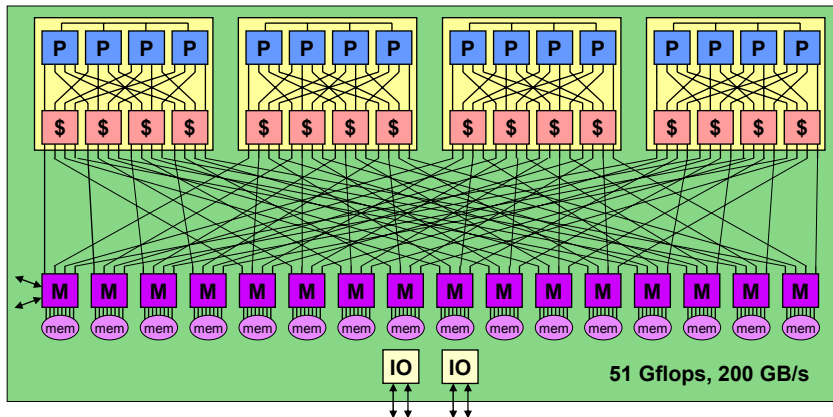 P P P P P P P P P P P P P P P P
$ $ $ $ $ $ $ $ $ $ $ $ $ $ $ $
M M M M M M M M M M M M M M M M
mem mem mem mem mem mem mem mem mem mem mem mem mem mem mem mem
IO IO
51 Gflops, 200 GB/s